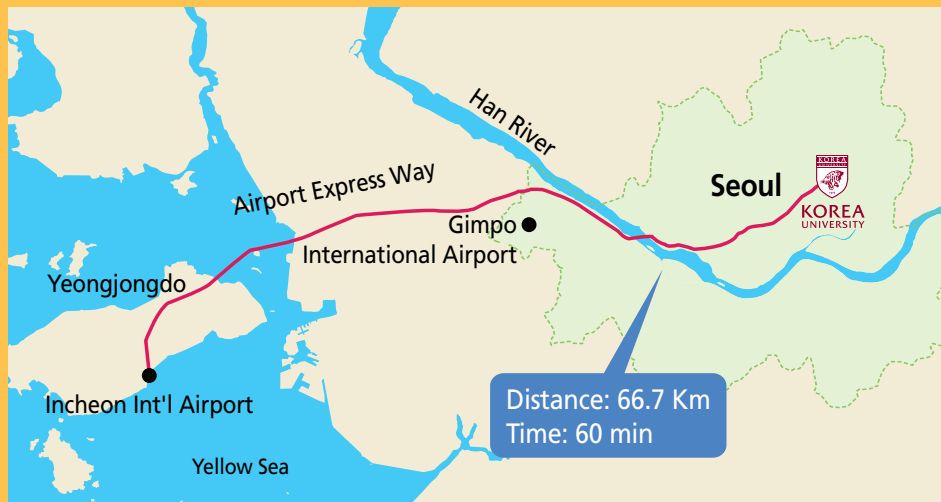 Han River
Airport Express Way
Seoul
KOREA
UNIVERSITY
KOREA
UNIVERSITY
Gimpo
International Airport
Yeongjongdo
Incheon Int'l Airport
Distance: 66.7 Km
Time: 60 min
Yellow Sea